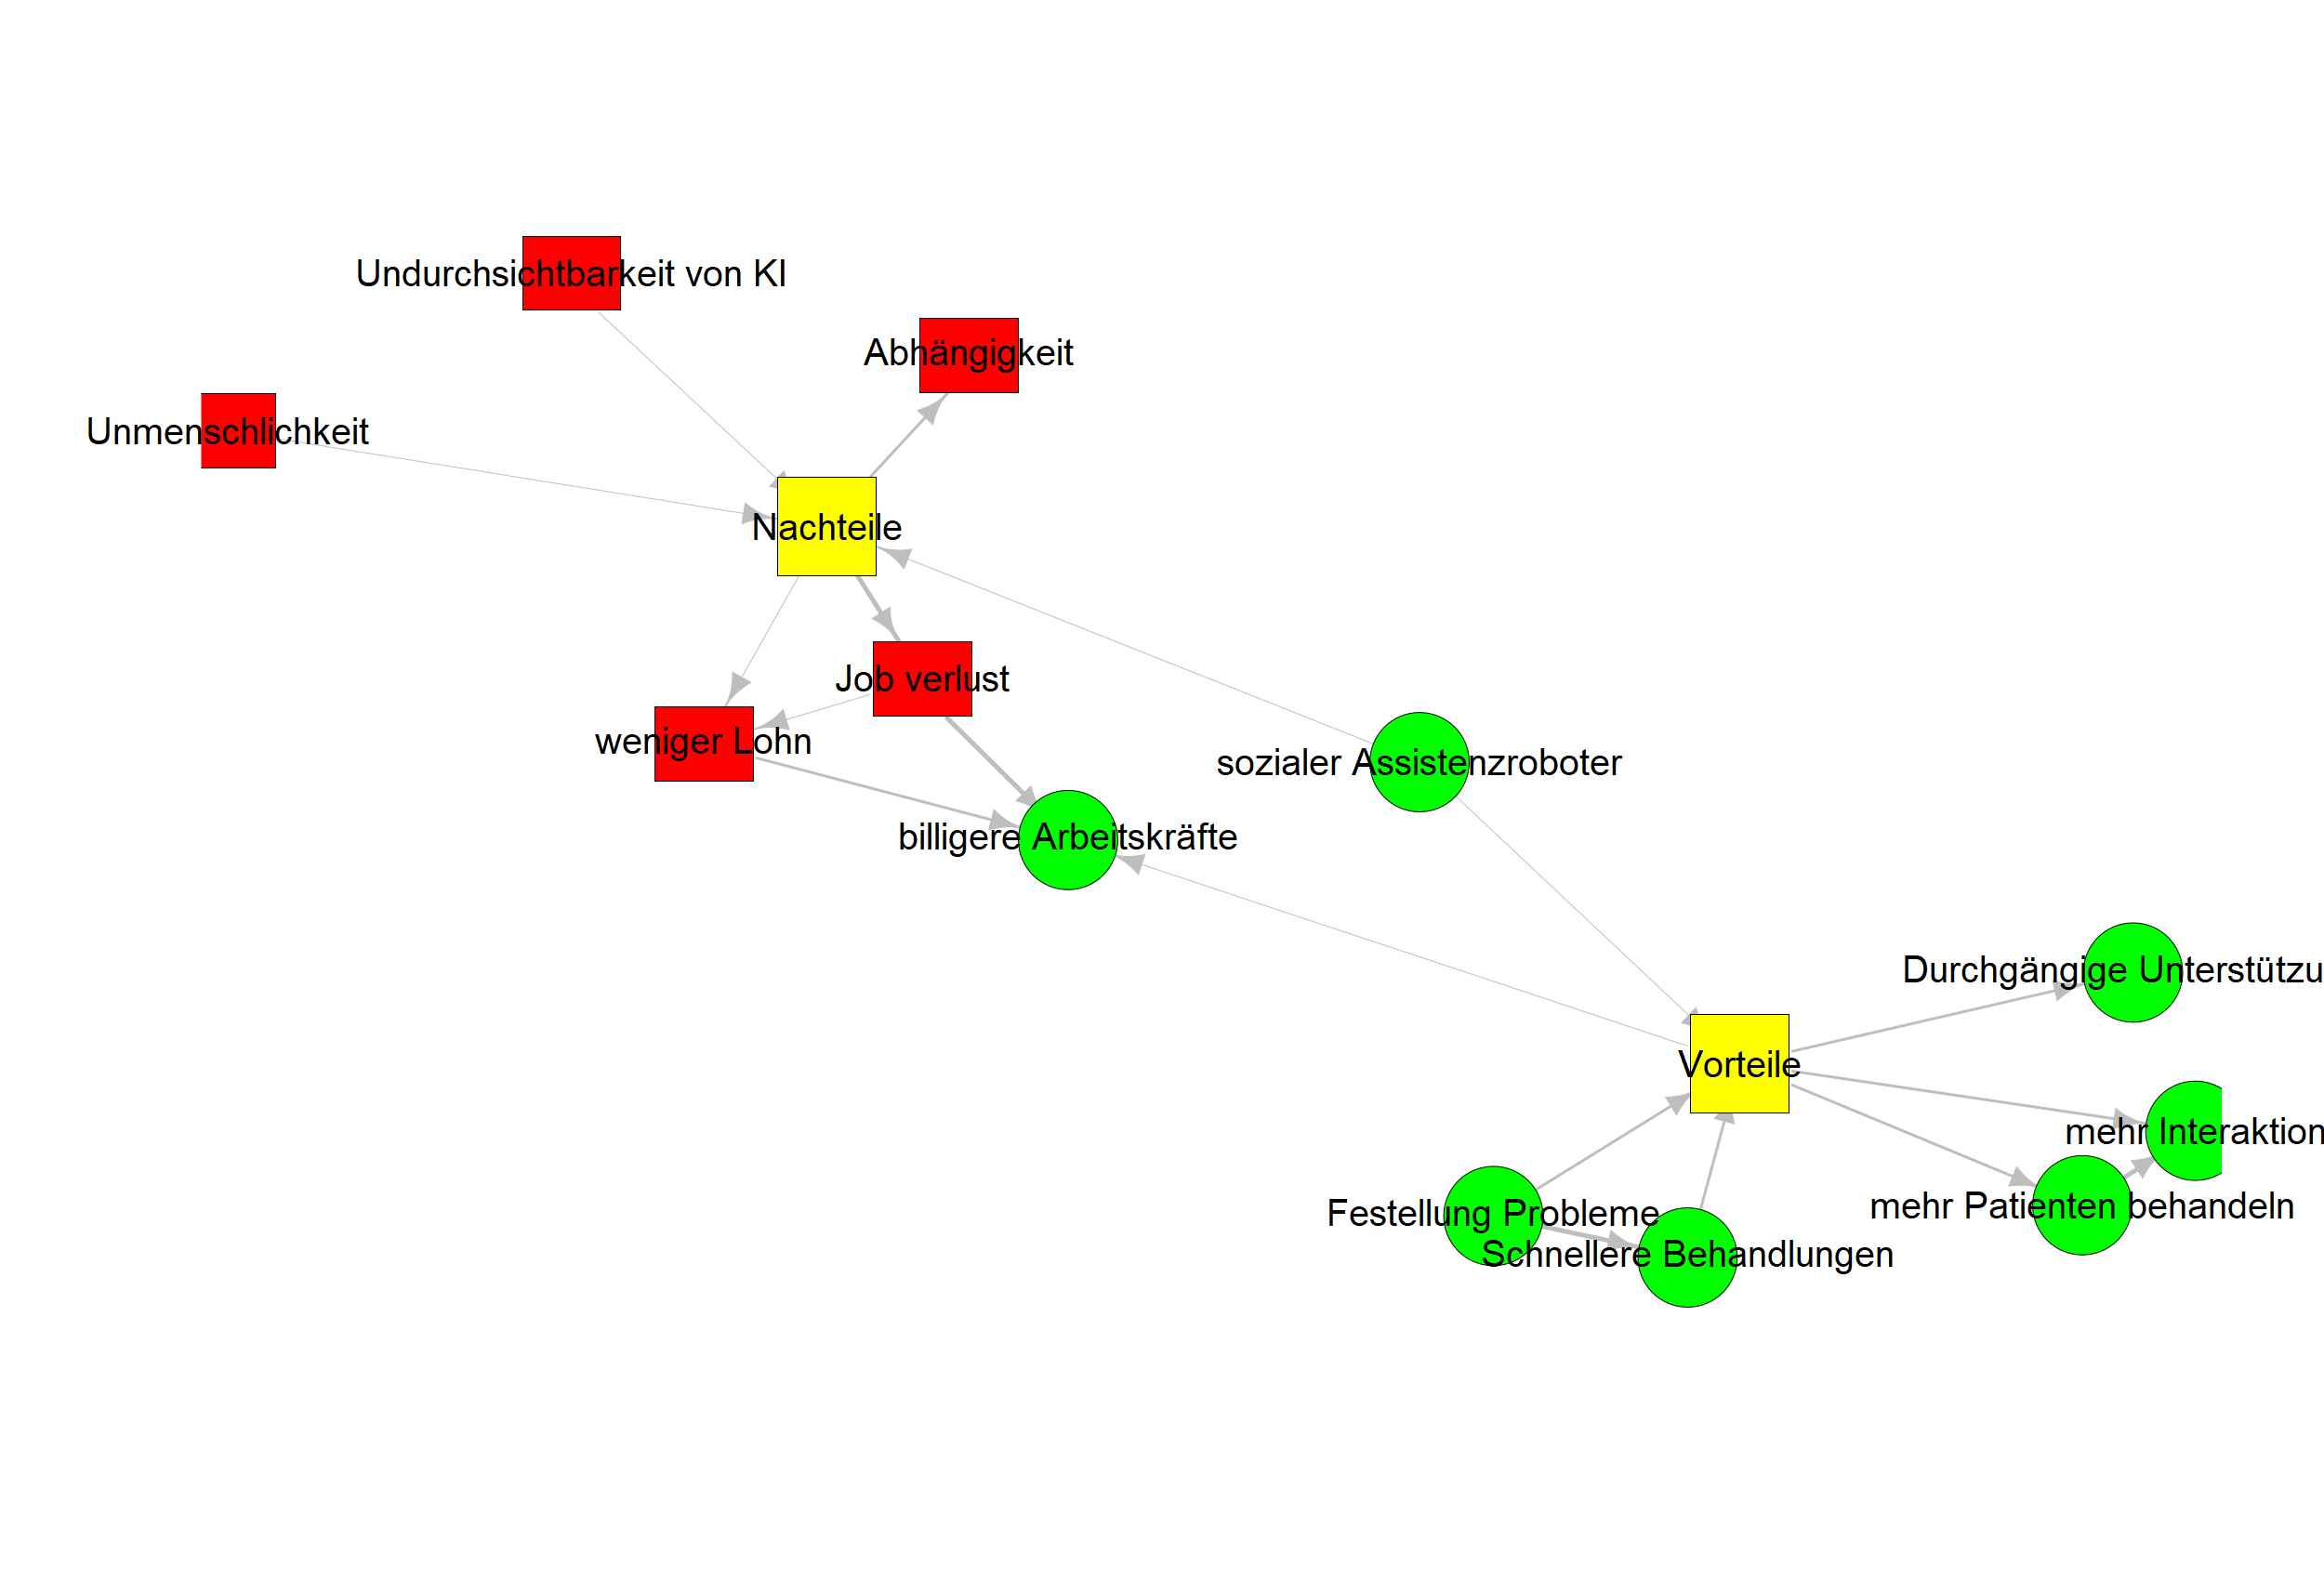 Undurchsichtbarkeit von KI
Abhängigkeit
Unmenschlichkeit
Nachteile
Job verlust
weniger Lohn
sozialer Assistenzroboter
billigere Arbeitskräfte
Durchgängige Unterstützu
Vorteile
mehr Interaktion
mehr Patienten behandeln
Festellung Probleme
Schnellere Behandlungen